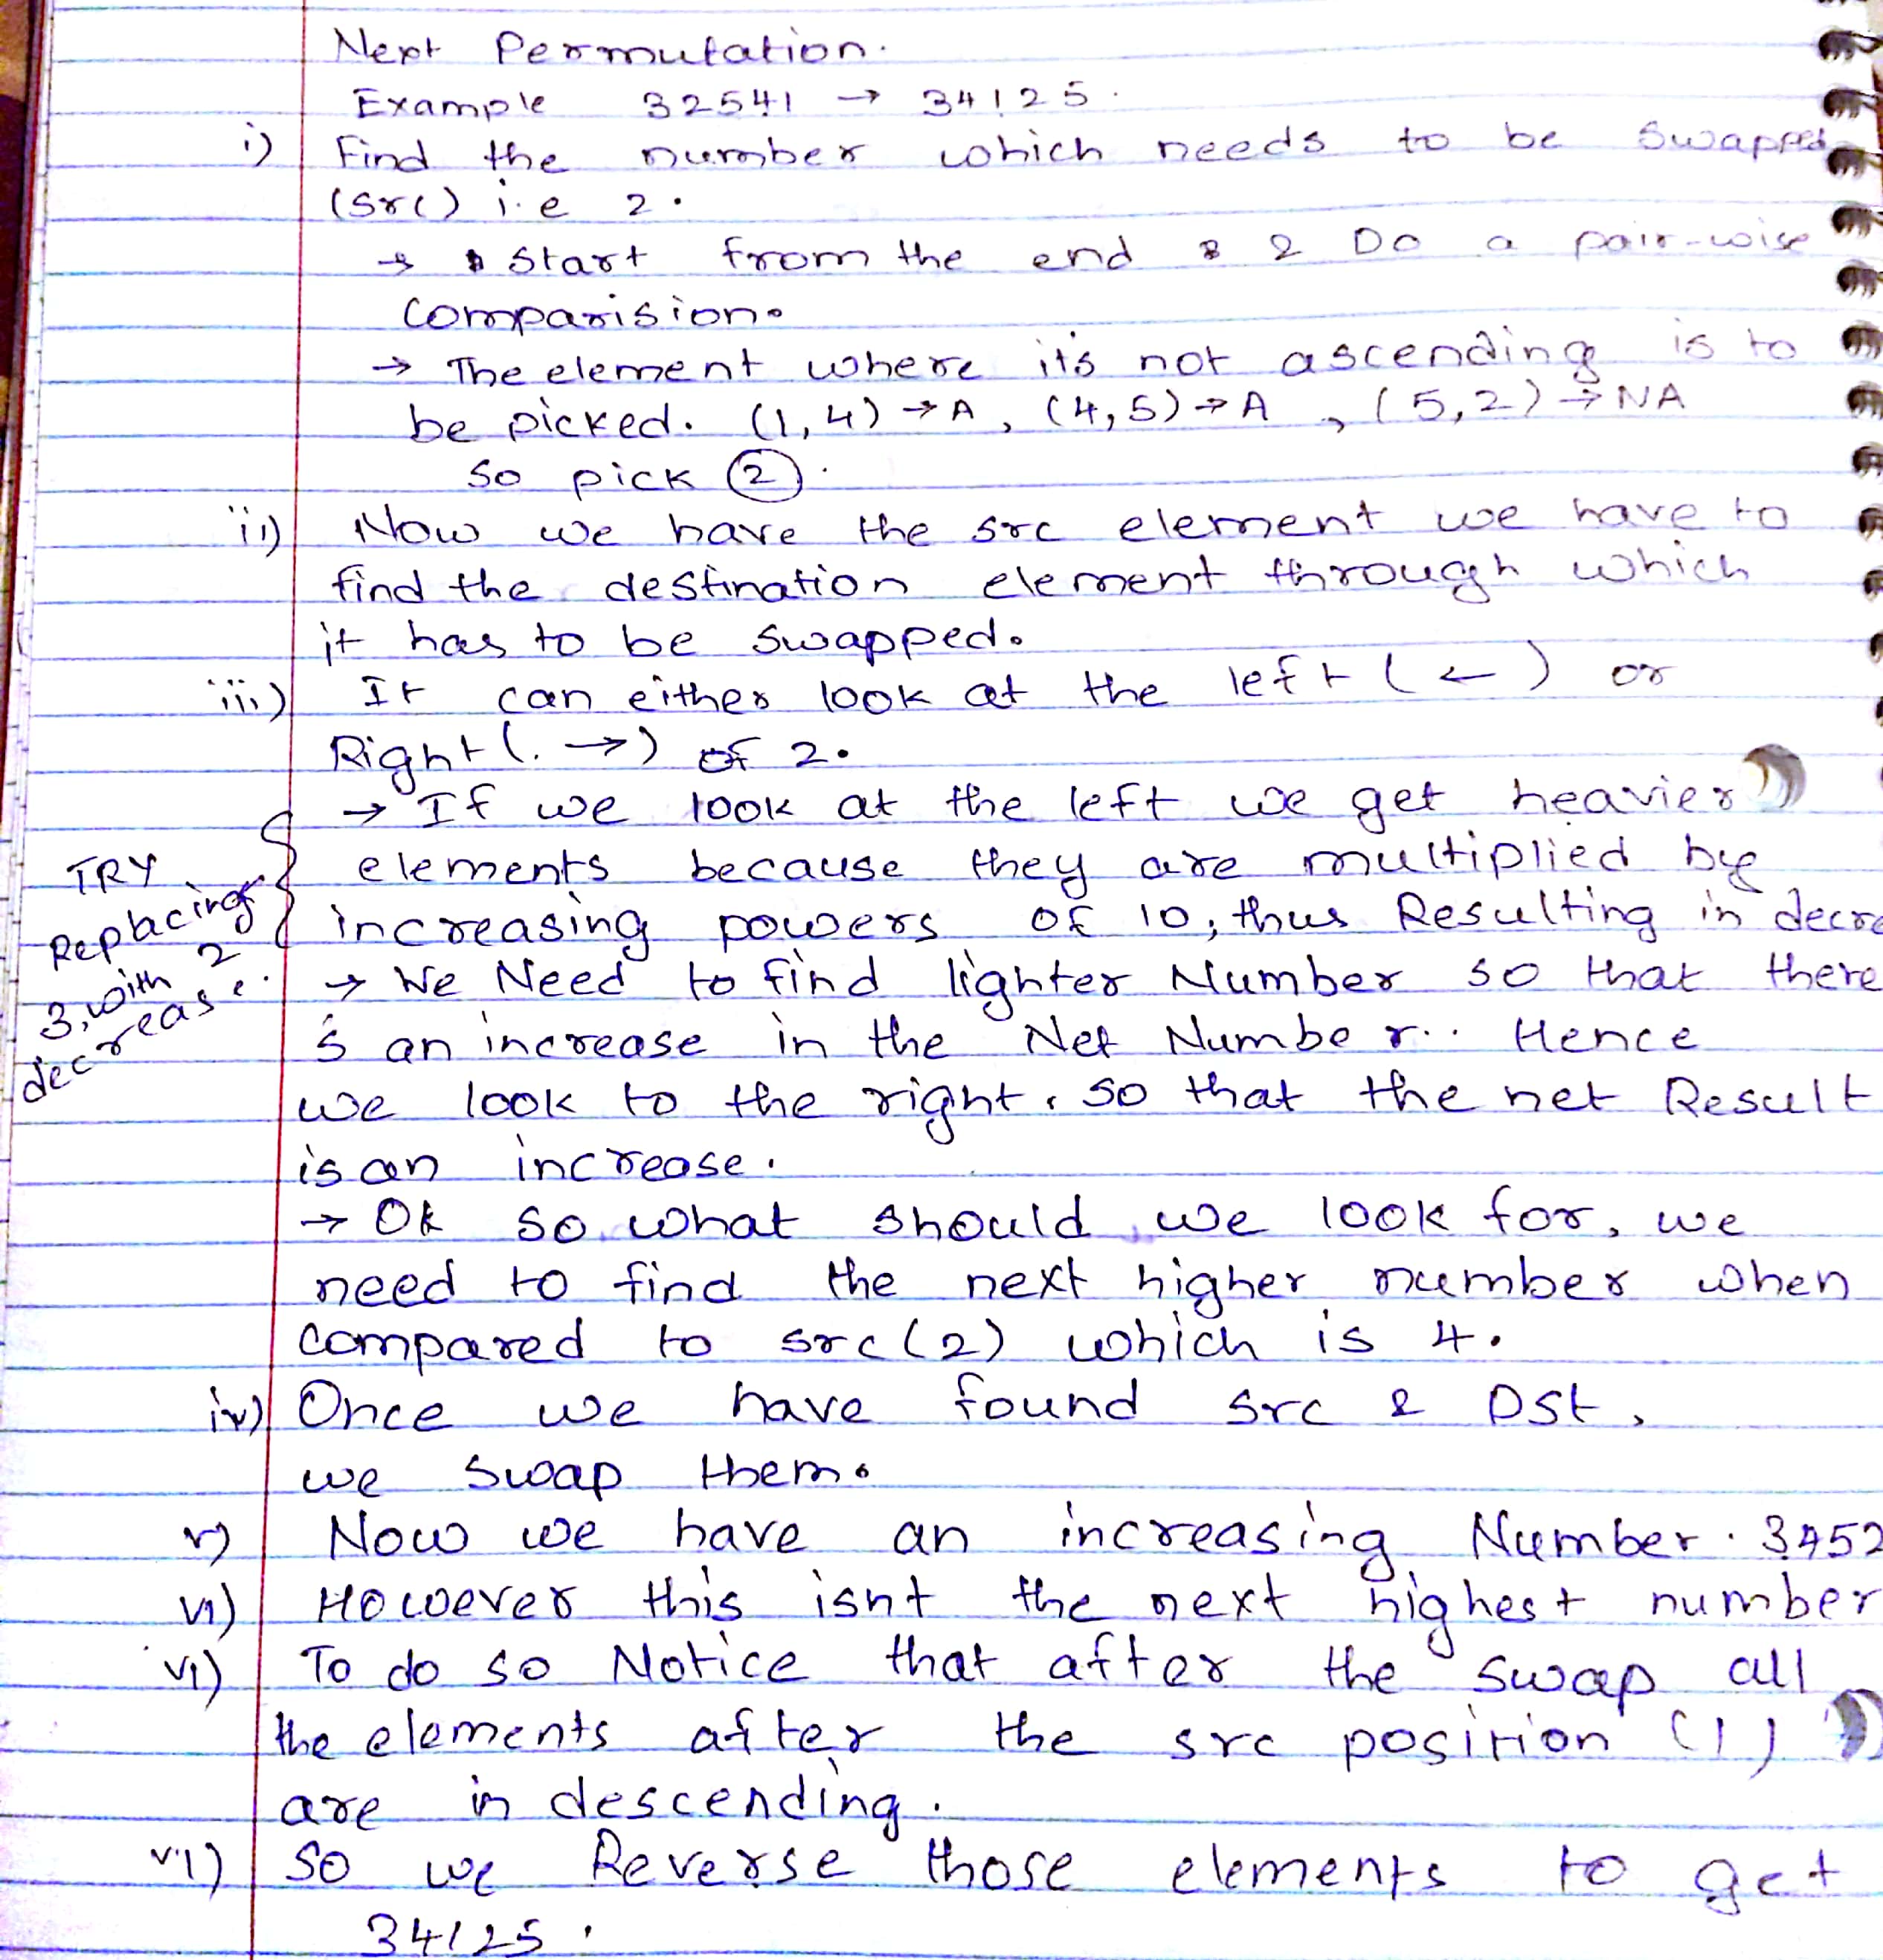 Next Permutation.
Example 32541 → 34125.
i) Find the number which needs to be swapped
(src) i.e 2.
→ Start from the end & Do a pair-wise
comparision.
→ The element where it's not ascending is to
be picked. (1,4) → A, (4,5) → A, (5,2) → NA
so pick 2.
ii) Now we have the src element we have to
find the destination element through which
it has to be swapped.
iii) It can either look at the left (←) or
Right (→) of 2.
→ If we look at the left we get heavier
elements because they are multiplied by
increasing powers of 10, thus Resulting in decre
TRY
Replacing
3, with 2
decrease.
→ We Need to find lighter Number so that there
s an increase in the Net Number.. Hence
we look to the right, so that the net Result
is an increase.
→ Ok so what should we look for, we
need to find the next higher number when
compared to src(2) which is 4.
iv) Once we have found src & Dst,
we swap them.
v) Now we have an increasing Number. 3452
vi) However this isnt the next highest number
vi) To do so Notice that after the swap all
the elements after the src position (1)
are in descending.
vi) so we Reverse those elements to get
34125.